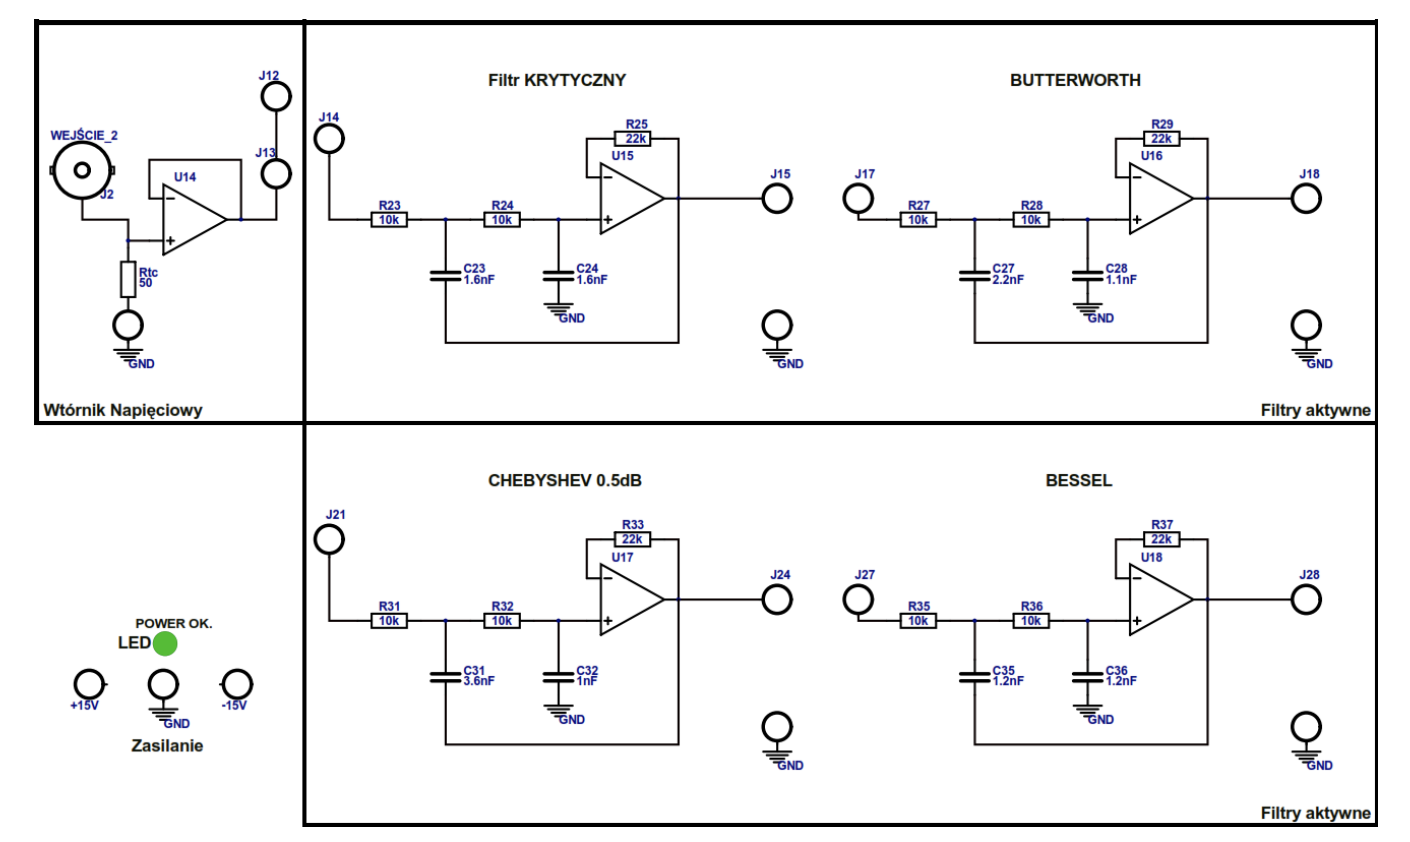 WEJŚCIE_2
J2
U14
J12
J13
Rtc
50
GND
Wtórnik Napięciowy
Filtr KRYTYCZNY
J14
R23
10k
R24
10k
R25
22k
U15
J15
C23
1.6nF
C24
1.6nF
GND
GND
BUTTERWORTH
J17
R27
10k
R28
10k
R29
22k
U16
J18
C27
2.2nF
C28
1.1nF
GND
GND
Filtry aktywne
CHEBYSHEV 0.5dB
J21
R31
10k
R32
10k
R33
22k
U17
J24
C31
3.6nF
C32
1nF
GND
GND
BESSEL
J27
R35
10k
R36
10k
R37
22k
U18
J28
C35
1.2nF
C36
1.2nF
GND
GND
Filtry aktywne
POWER OK.
LED
+15V
GND
-15V
Zasilanie